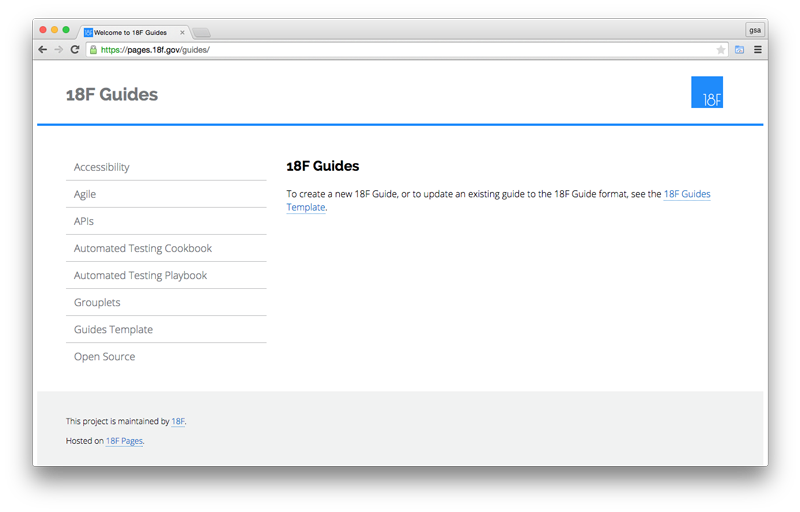 Welcome to 18F Guides
gsa
https://pages.18f.gov/guides/
18F Guides
18F
Accessibility
Agile
APIs
Automated Testing Cookbook
Automated Testing Playbook
Grouplets
Guides Template
Open Source
18F Guides
To create a new 18F Guide, or to update an existing guide to the 18F Guide format, see the 18F Guides
Template.
This project is maintained by 18F.
Hosted on 18F Pages.